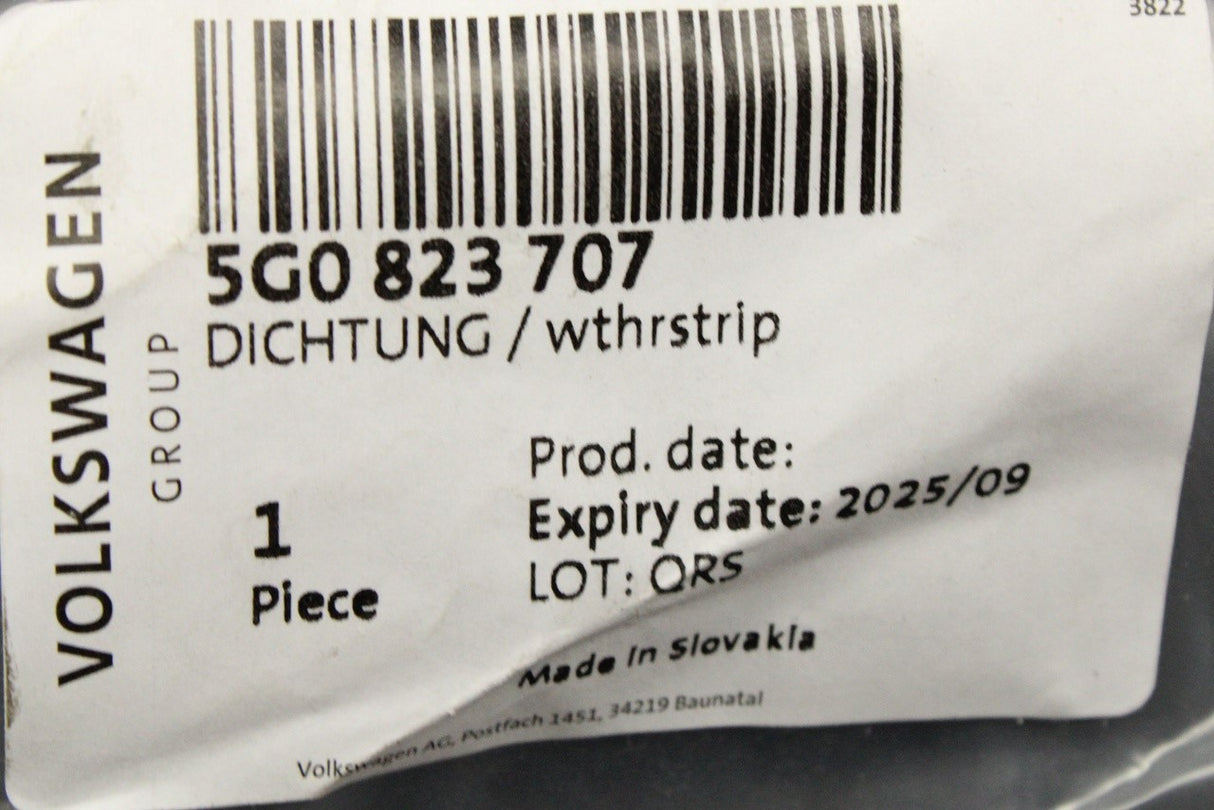 3822
VOLKSWAGEN
GROUP
5G0 823 707
DICHTUNG / wthrstrip
1
Piece
Prod. date:
Expiry date: 2025/09
LOT: QRS
Made in Slovakia
Volkswagen AG, Postfach 1451, 34219 Baunatal